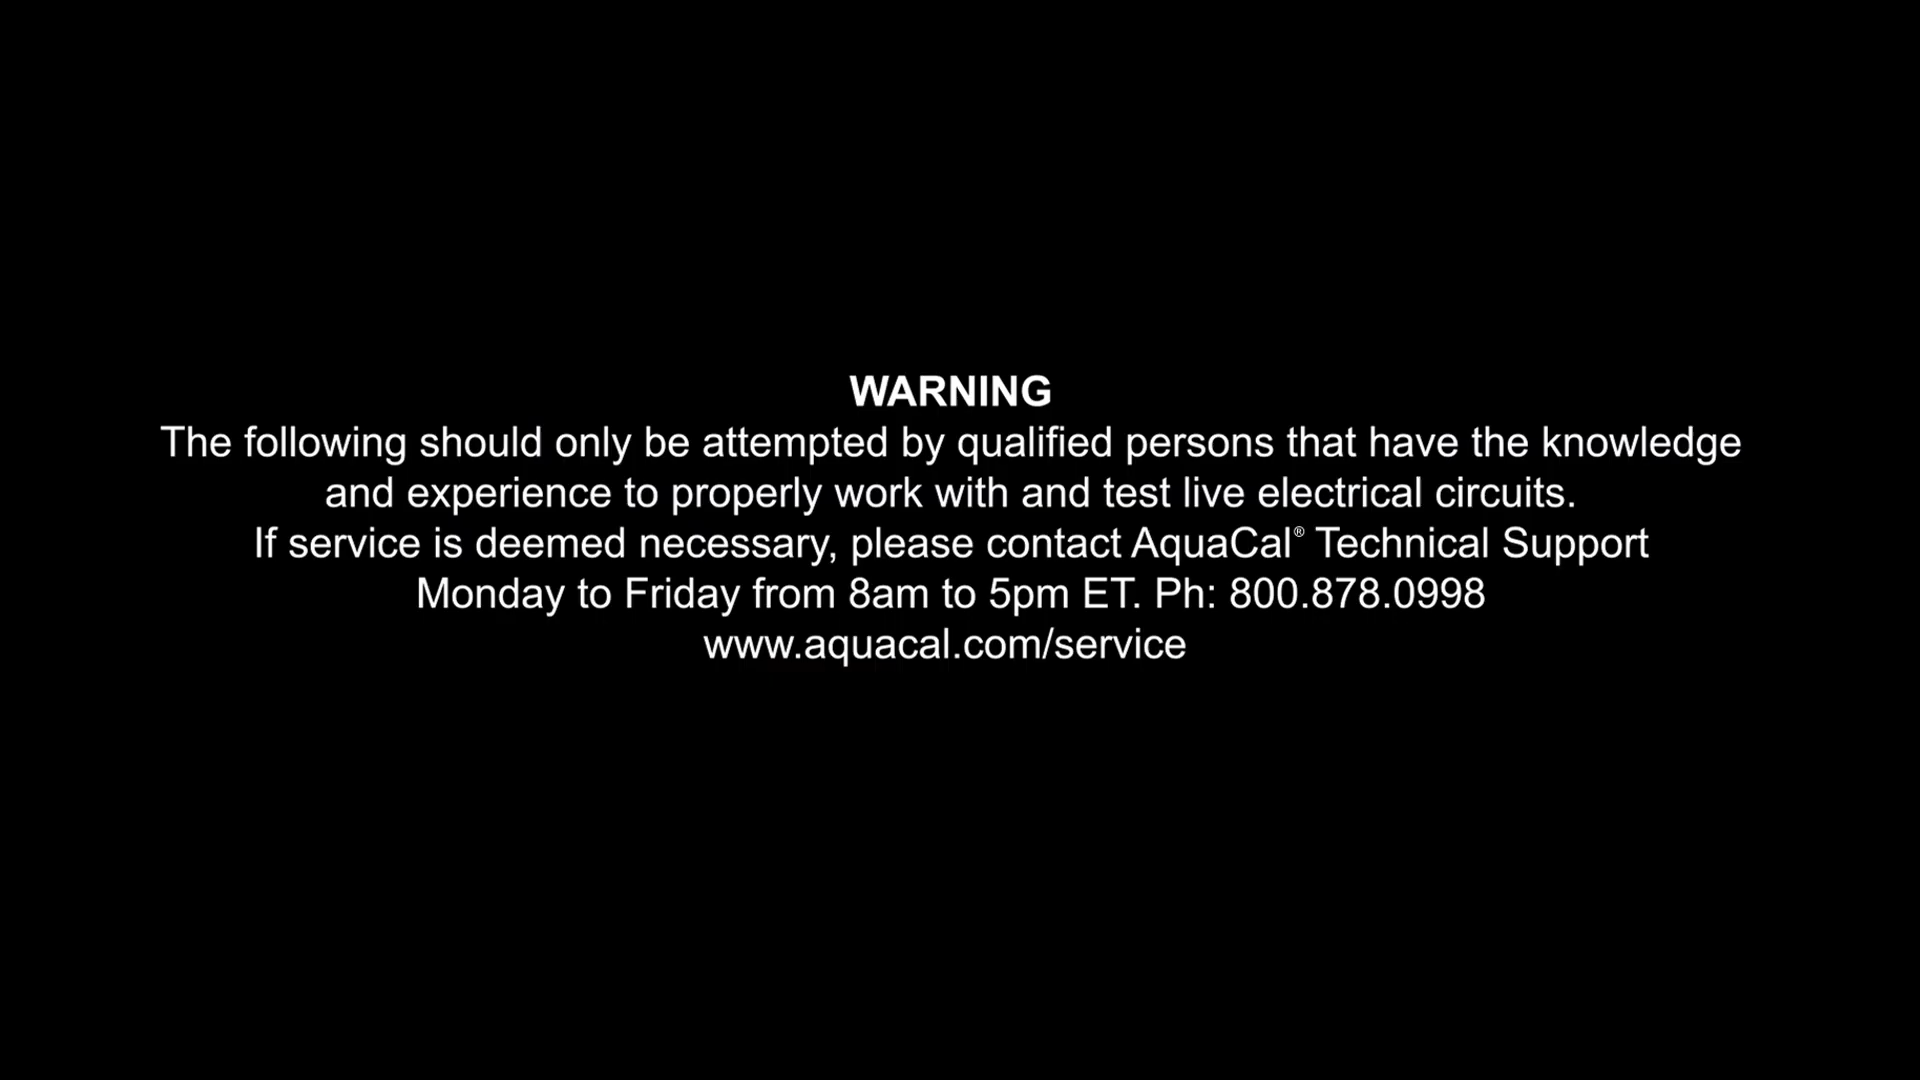 WARNING
The following should only be attempted by qualified persons that have the knowledge
and experience to properly work with and test live electrical circuits.
If service is deemed necessary, please contact AquaCal® Technical Support
Monday to Friday from 8am to 5pm ET. Ph: 800.878.0998
www.aquacal.com/service